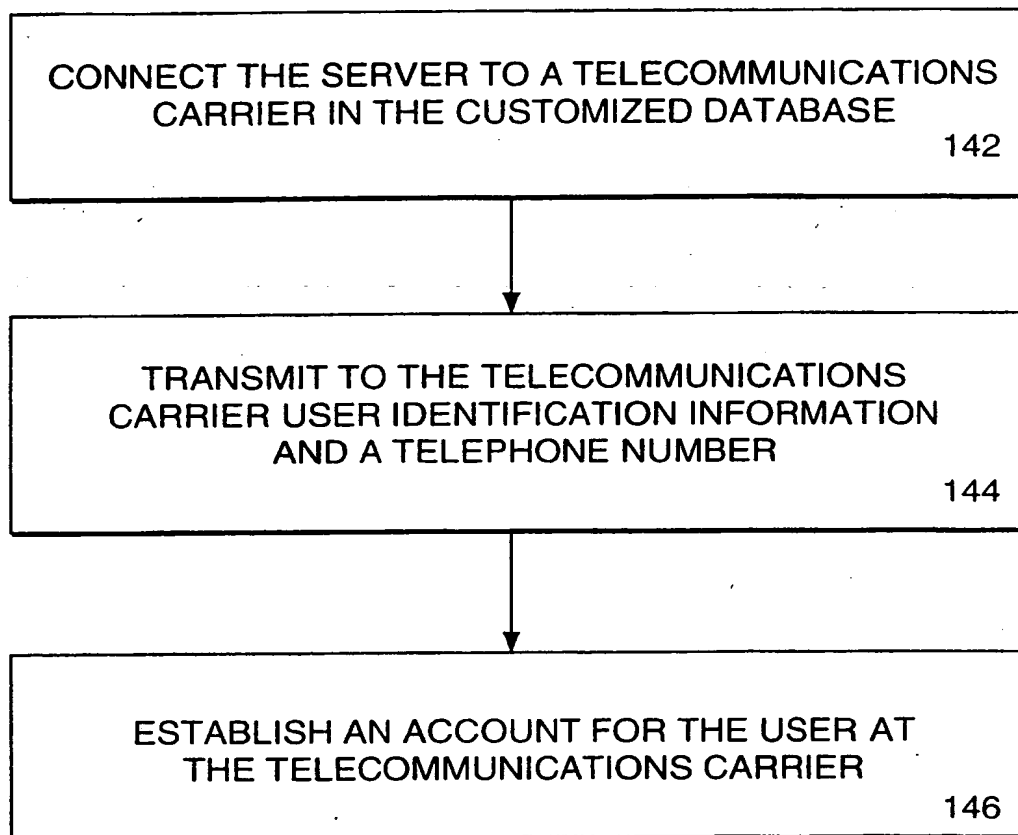 CONNECT THE SERVER TO A TELECOMMUNICATIONS
CARRIER IN THE CUSTOMIZED DATABASE
142
TRANSMIT TO THE TELECOMMUNICATIONS
CARRIER USER IDENTIFICATION INFORMATION
AND A TELEPHONE NUMBER
144
ESTABLISH AN ACCOUNT FOR THE USER AT
THE TELECOMMUNICATIONS CARRIER
146